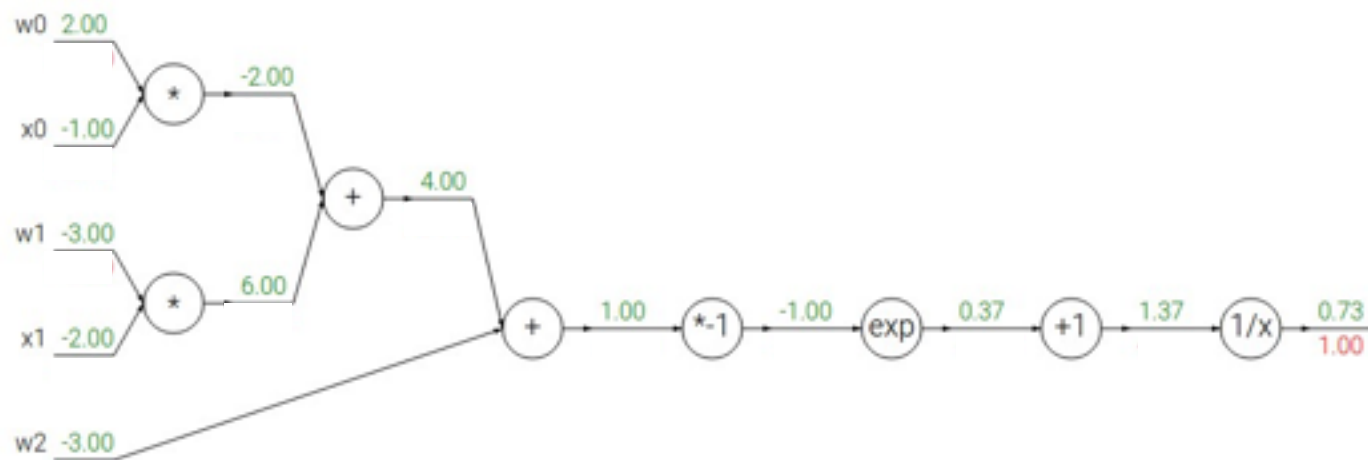 w0 2.00
* -2.00
x0 -1.00
+ 4.00
w1 -3.00
* 6.00
x1 -2.00
+ 1.00 *-1 -1.00 exp 0.37 +1 1.37 1/x 0.73
1.00
w2 -3.00